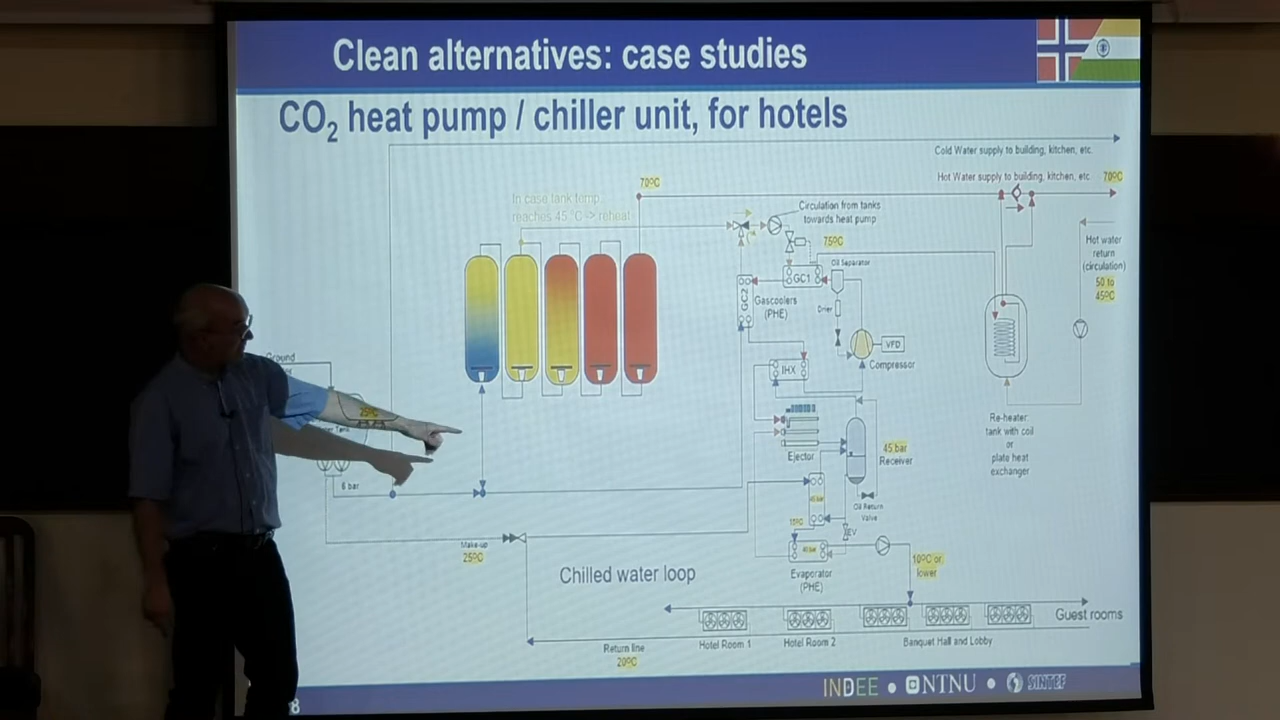 Clean alternatives: case studies
CO₂ heat pump / chiller unit, for hotels
Cold Water supply to building, kitchen, etc.
Hot Water supply to building, kitchen, etc.
70ºC
70ºC
In case tank temp.
reaches 45 ºC -> reheat
Circulation from tanks
towards heat pump
75ºC
Hot water
return
(circulation)
50 to
45ºC
Oil Separator
GC1
GC2
Gascoolers
(PHE)
Drier
VFD
Compressor
IHX
Ground
25ºC
Ejector
45 bar
Receiver
Re-heater
tank with coil
or
plate heat
exchanger
6 bar
Oil Return
Valve
15ºC
EV
Make-up
25ºC
Evaporator
(PHE)
10ºC or
lower
Chilled water loop
Guest rooms
Hotel Room 1
Hotel Room 2
Banquet Hall and Lobby
Return line
20ºC
INDEE • NTNU • SINTEF
8